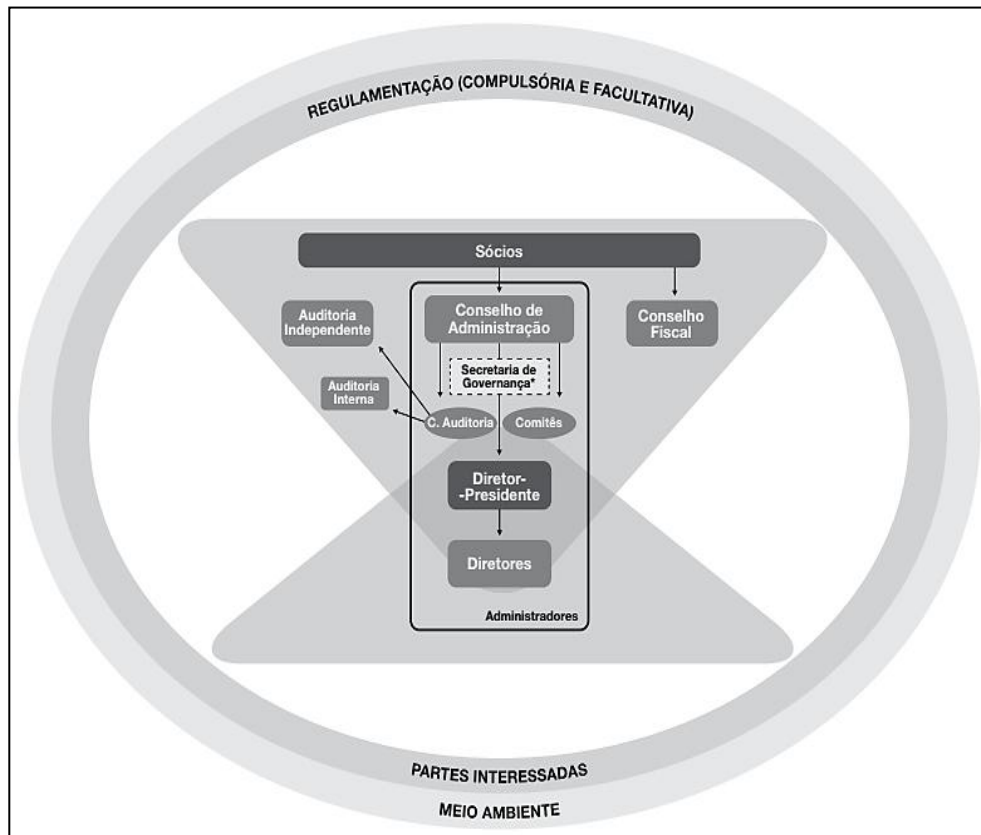 REGULAMENTAÇÃO (COMPULSÓRIA E FACULTATIVA)
Sócios
Auditoria
Independente
Conselho de
Administração
Conselho
Fiscal
Secretaria de
Governança*
Auditoria
Interna
C. Auditoria
Comitês
Diretor-
-Presidente
Diretores
Administradores
PARTES INTERESSADAS
MEIO AMBIENTE